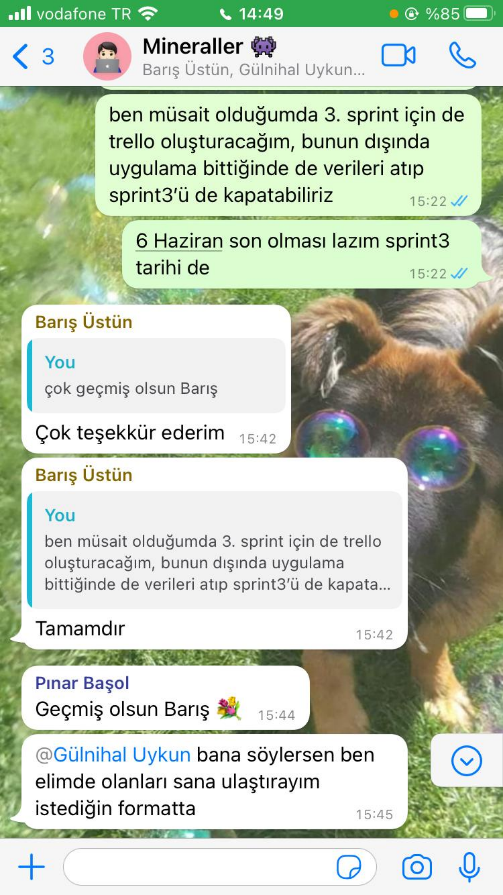 vodafone TR 14:49 %85
3 Mineraller 👾
Barış Üstün, Gülnihal Uykun...
ben müsait olduğumda 3. sprint için de
trello oluşturacağım, bunun dışında
uygulama bittiğinde de verileri atıp
sprint3'ü de kapatabiliriz
15:22
6 Haziran son olması lazım sprint3
tarihi de
15:22
Barış Üstün
You
çok geçmiş olsun Barış
Çok teşekkür ederim 15:42
Barış Üstün
You
ben müsait olduğumda 3. sprint için de trello
oluşturacağım, bunun dışında uygulama
bittiğinde de verileri atıp sprint3'ü de kapata...
Tamamdır
15:42
Pınar Başol
Geçmiş olsun Barış 💐 15:44
@Gülnihal Uykun bana söylersen ben
elimde olanları sana ulaştırayım
istediğin formatta
15:45